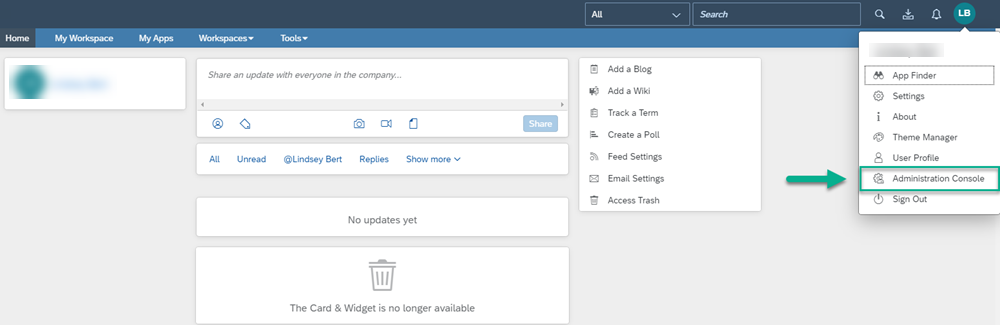 All
Search
LB
Home
My Workspace
My Apps
Workspaces
Tools
Share an update with everyone in the company...
Share
All
Unread
@Lindsey Bert
Replies
Show more
No updates yet
The Card & Widget is no longer available
Add a Blog
Add a Wiki
Track a Term
Create a Poll
Feed Settings
Email Settings
Access Trash
App Finder
Settings
About
Theme Manager
User Profile
Administration Console
Sign Out